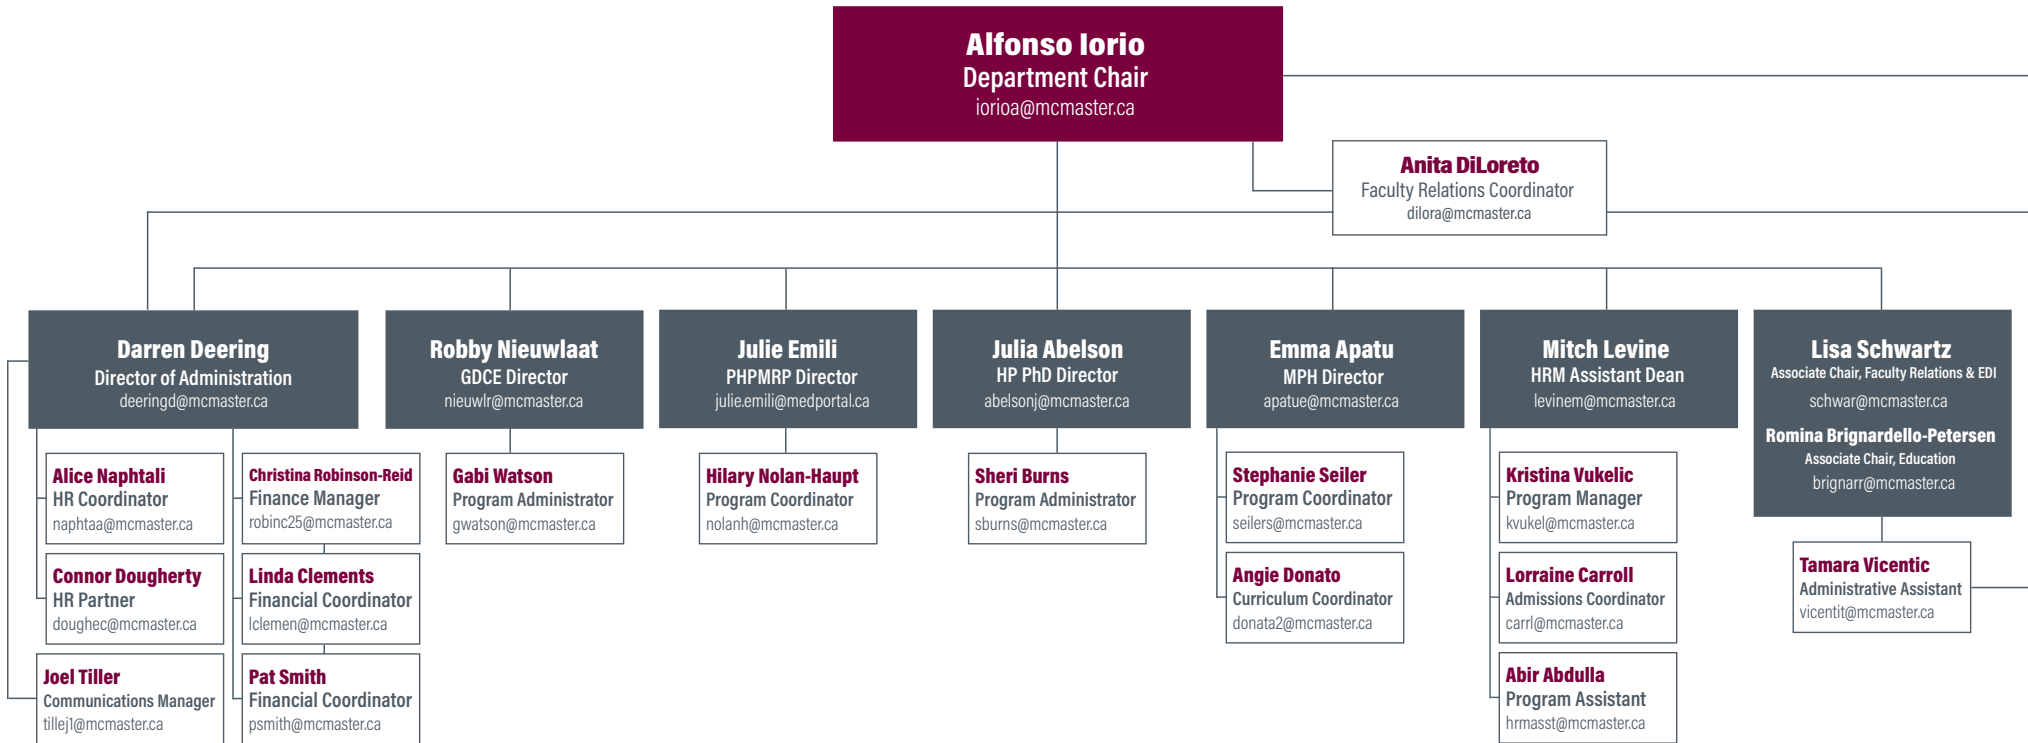 Alfonso Iorio
Department Chair
iorioa@mcmaster.ca
Anita DiLoreto
Faculty Relations Coordinator
dilora@mcmaster.ca
Darren Deering
Director of Administration
deeringd@mcmaster.ca
Robby Nieuwlaat
GDCE Director
nieuwlr@mcmaster.ca
Julie Emili
PHPMRP Director
julie.emili@medportal.ca
Julia Abelson
HP PhD Director
abelsonj@mcmaster.ca
Emma Apatu
MPH Director
apatue@mcmaster.ca
Mitch Levine
HRM Assistant Dean
levinem@mcmaster.ca
Lisa Schwartz
Associate Chair, Faculty Relations & EDI
schwar@mcmaster.ca
Romina Brignardello-Petersen
Associate Chair, Education
brignarr@mcmaster.ca
Alice Naphtali
HR Coordinator
naphtaa@mcmaster.ca
Christina Robinson-Reid
Finance Manager
robinc25@mcmaster.ca
Gabi Watson
Program Administrator
gwatson@mcmaster.ca
Hilary Nolan-Haupt
Program Coordinator
nolanh@mcmaster.ca
Sheri Burns
Program Administrator
sburns@mcmaster.ca
Stephanie Seiler
Program Coordinator
seilers@mcmaster.ca
Kristina Vukelic
Program Manager
kvukel@mcmaster.ca
Tamara Vicentic
Administrative Assistant
vicentit@mcmaster.ca
Connor Dougherty
HR Partner
doughec@mcmaster.ca
Linda Clements
Financial Coordinator
lclemen@mcmaster.ca
Angie Donato
Curriculum Coordinator
donata2@mcmaster.ca
Lorraine Carroll
Admissions Coordinator
carrl@mcmaster.ca
Joel Tiller
Communications Manager
tillej1@mcmaster.ca
Pat Smith
Financial Coordinator
psmith@mcmaster.ca
Abir Abdulla
Program Assistant
hrmasst@mcmaster.ca